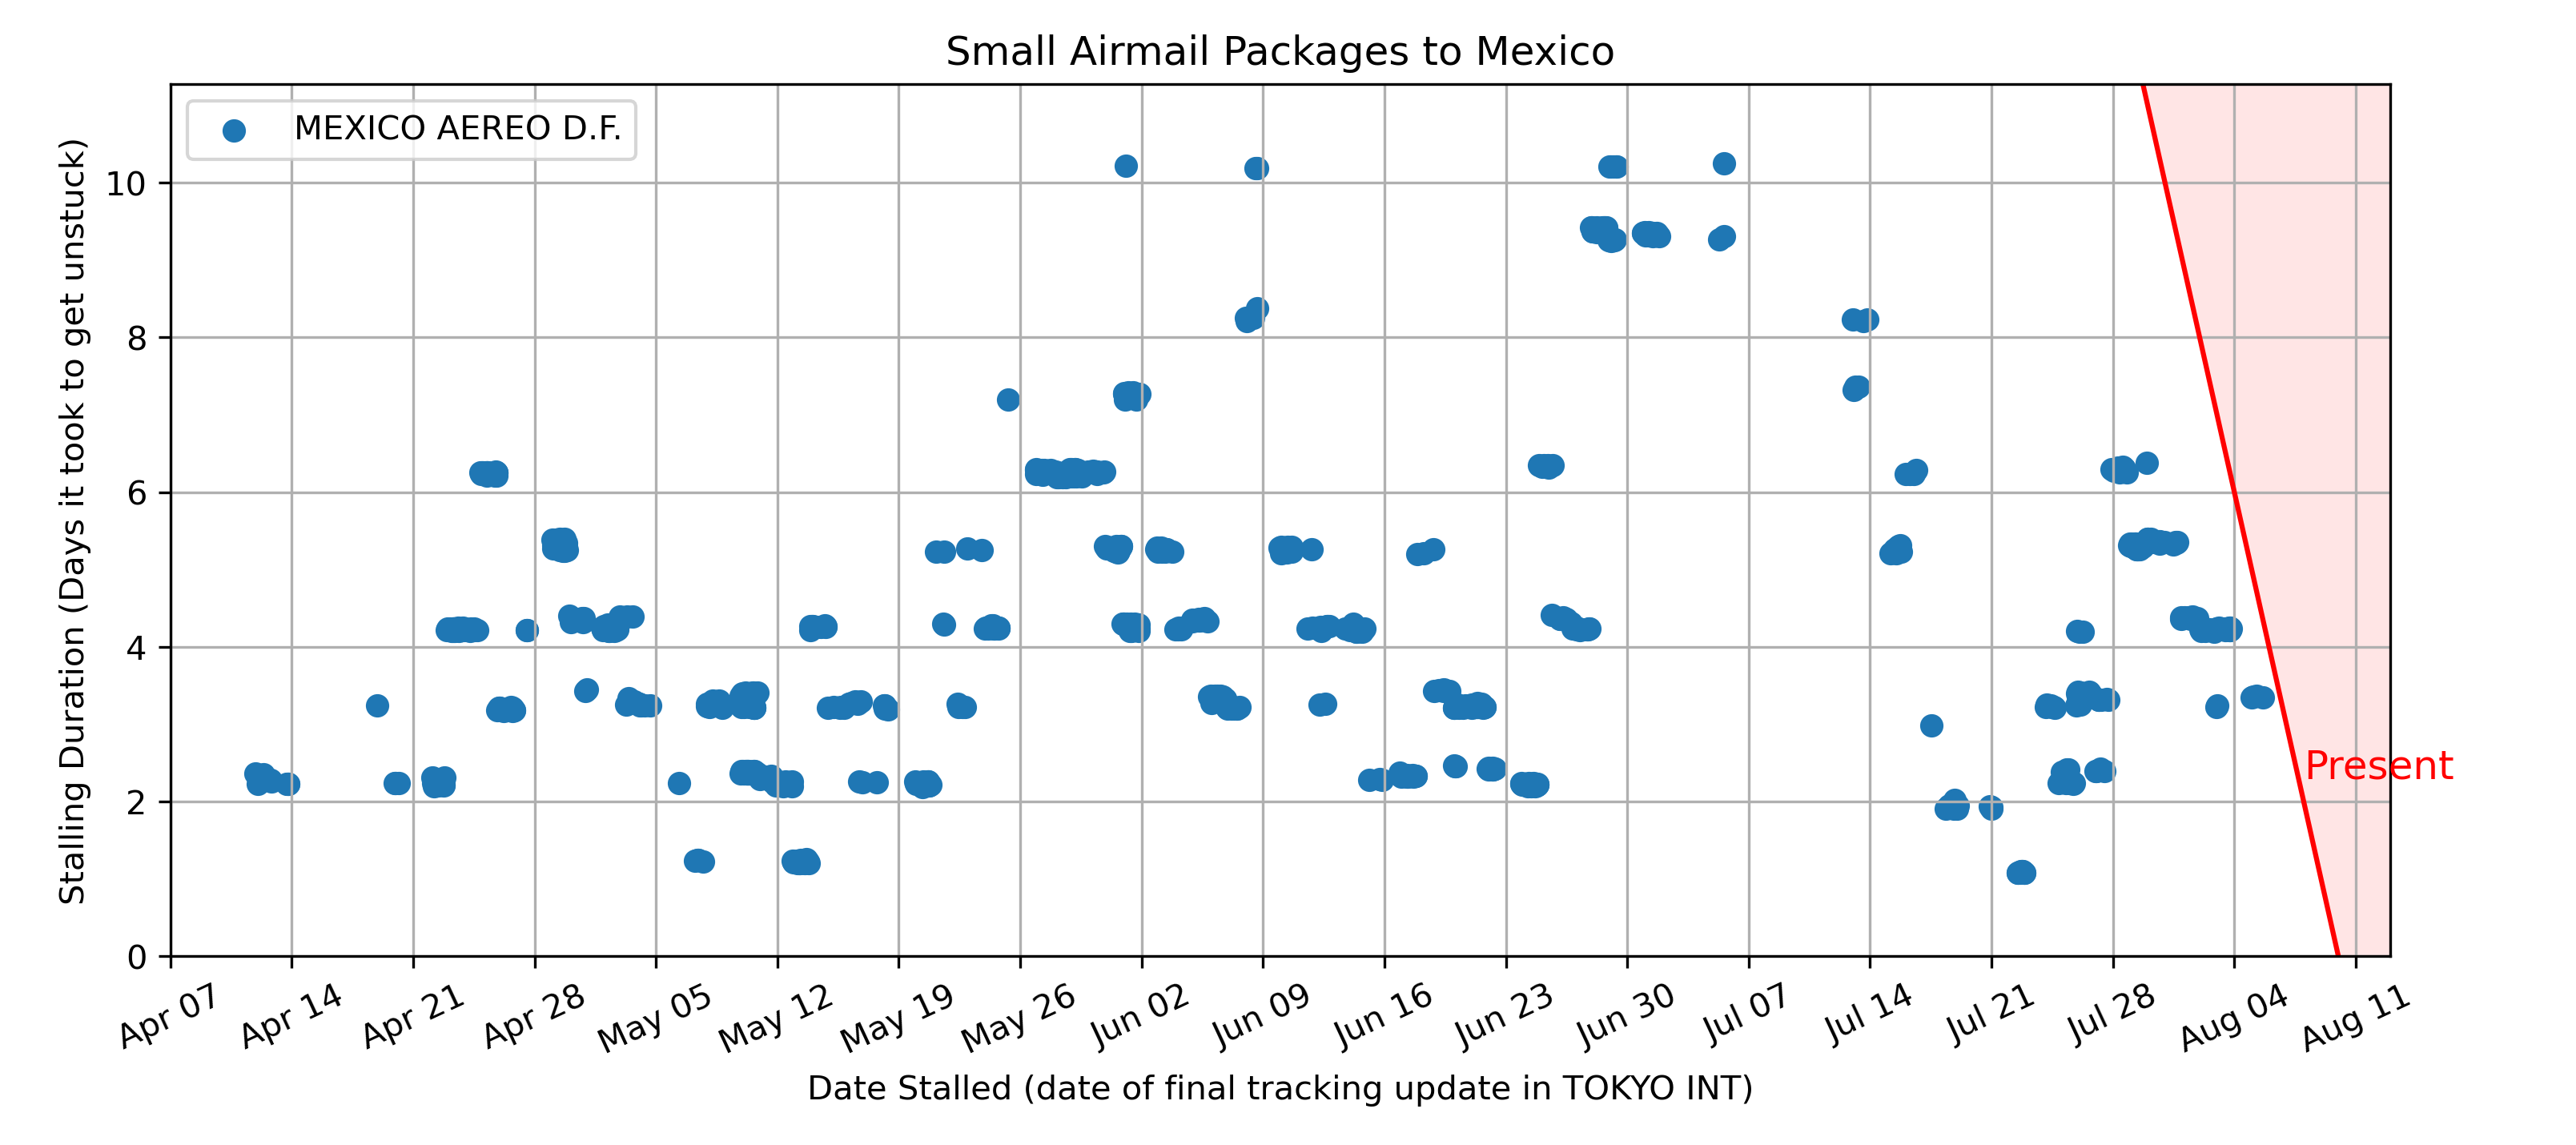 Small Airmail Packages to Mexico
MEXICO AEREO D.F.
Stalling Duration (Days it took to get unstuck)
10
8
6
4
2
0
Present
Apr 07 Apr 14 Apr 21 Apr 28 May 05 May 12 May 19 May 26 Jun 02 Jun 09 Jun 16 Jun 23 Jun 30 Jul 07 Jul 14 Jul 21 Jul 28 Aug 04 Aug 11
Date Stalled (date of final tracking update in TOKYO INT)